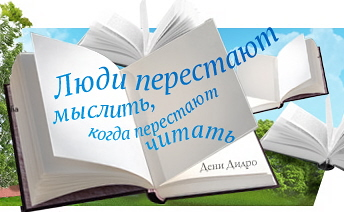 Люди перестают
мыслить,
когда перестают
читать
Дени Дидро